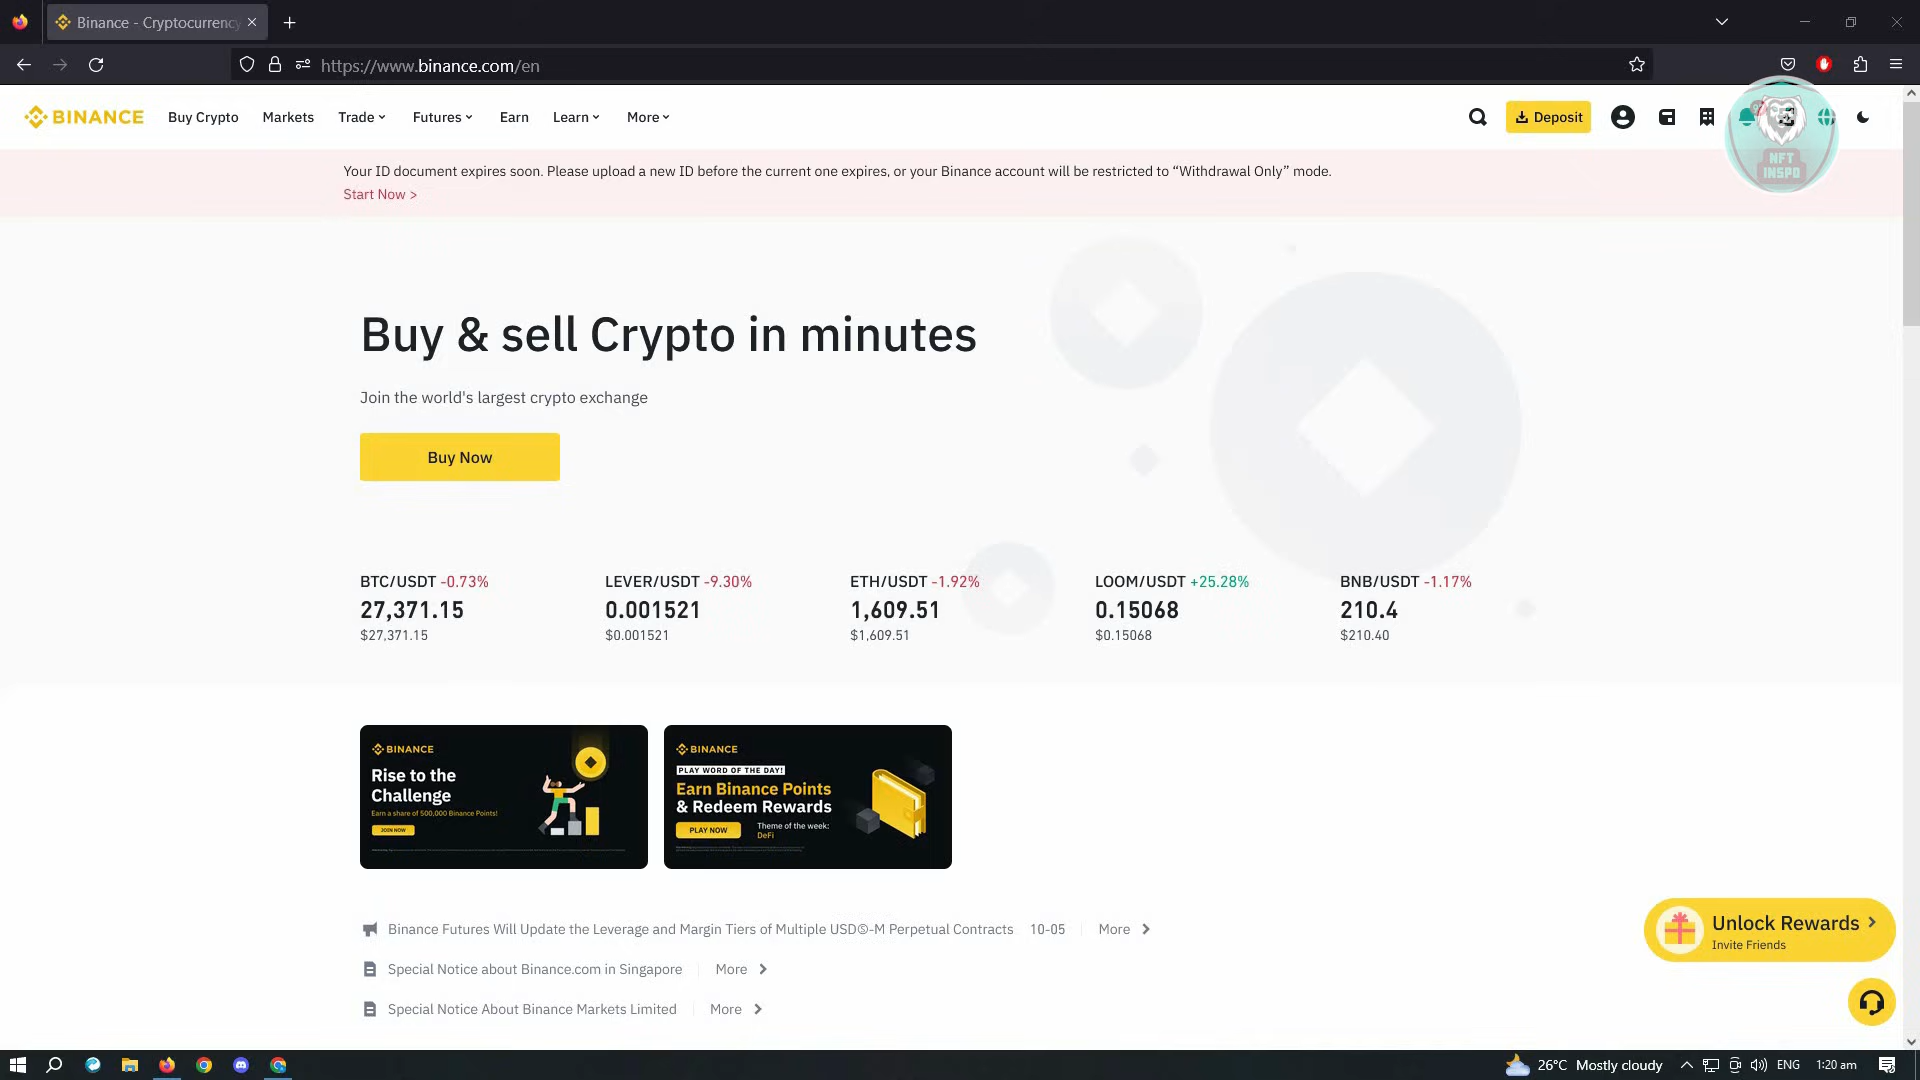 Binance - Cryptocurrency
https://www.binance.com/en
BINANCE
Buy Crypto
Markets
Trade
Futures
Earn
Learn
More
Deposit
NFT
INSPO
Your ID document expires soon. Please upload a new ID before the current one expires, or your Binance account will be restricted to “Withdrawal Only” mode.
Start Now >
Buy & sell Crypto in minutes
Join the world's largest crypto exchange
Buy Now
BTC/USDT -0.73%
27,371.15
$27,371.15
LEVER/USDT -9.30%
0.001521
$0.001521
ETH/USDT -1.92%
1,609.51
$1,609.51
LOOM/USDT +25.28%
0.15068
$0.15068
BNB/USDT -1.17%
210.4
$210.40
BINANCE
Rise to the
Challenge
Earn a share of 500,000 Binance Points!
JOIN NOW
BINANCE
PLAY WORD OF THE DAY!
Earn Binance Points
& Redeem Rewards
PLAY NOW
Theme of the week:
DeFi
Binance Futures Will Update the Leverage and Margin Tiers of Multiple USDⓈ-M Perpetual Contracts 10-05 More
Special Notice about Binance.com in Singapore More
Special Notice About Binance Markets Limited More
Unlock Rewards
Invite Friends
26°C Mostly cloudy
ENG
1:20 am